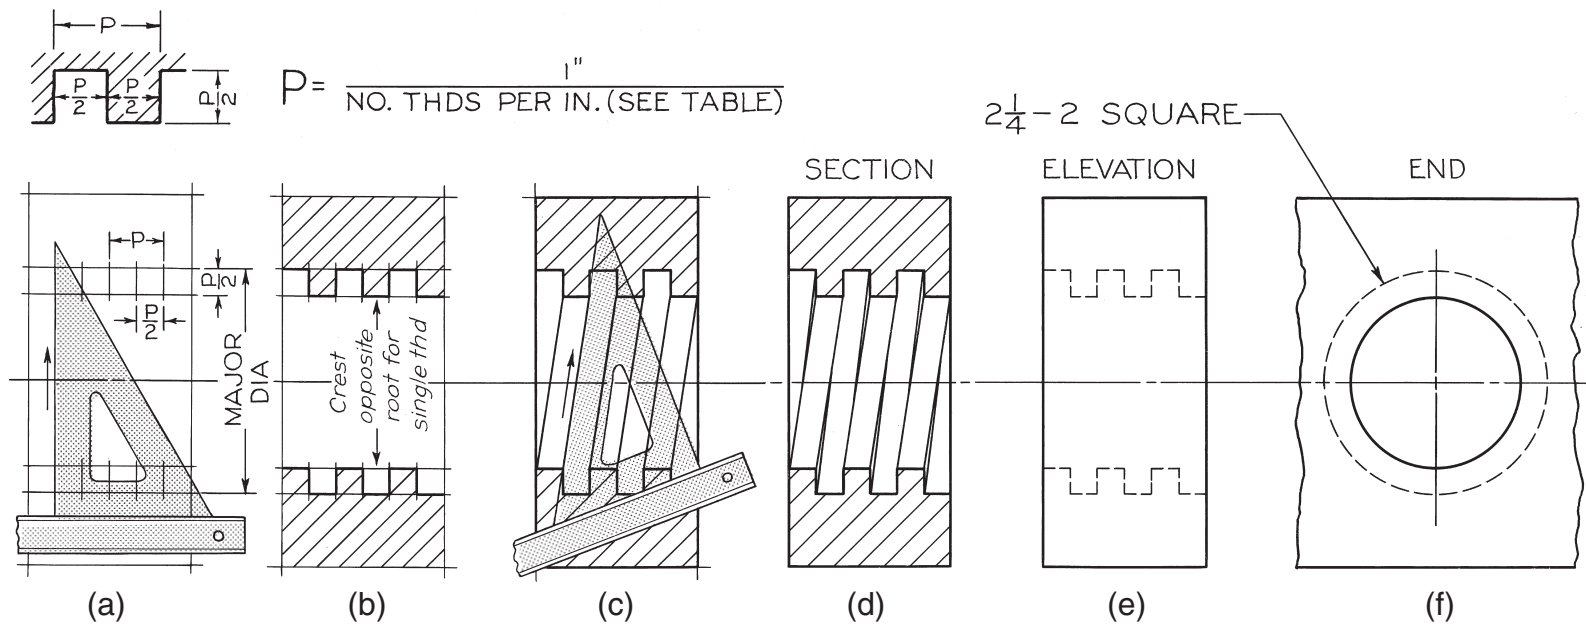 P
P/2 P/2 P/2
P= 1" / NO. THDS PER IN. (SEE TABLE)
2 1/4 – 2 SQUARE
SECTION
ELEVATION
END
P
P/2
P/2
MAJOR
DIA
Crest
opposite
root for
single thd
(a)
(b)
(c)
(d)
(e)
(f)